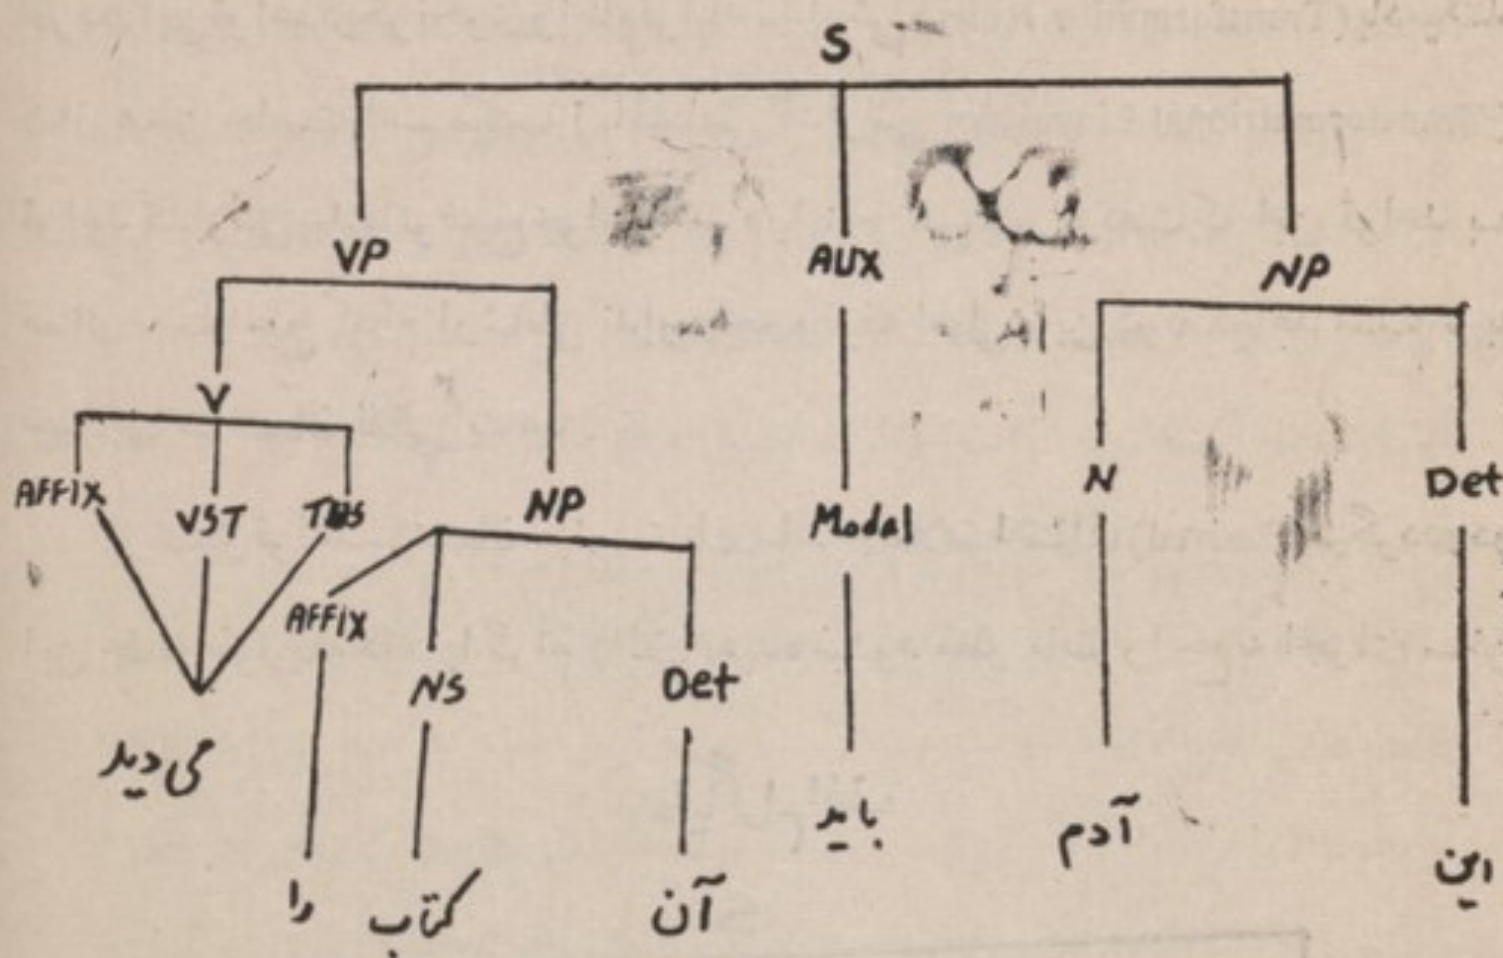 S
VP AUX NP
V
N Det
AFFIX VST NP Modal
AFFIX
NS Det
می دید
باید آدم این
را کتاب آن